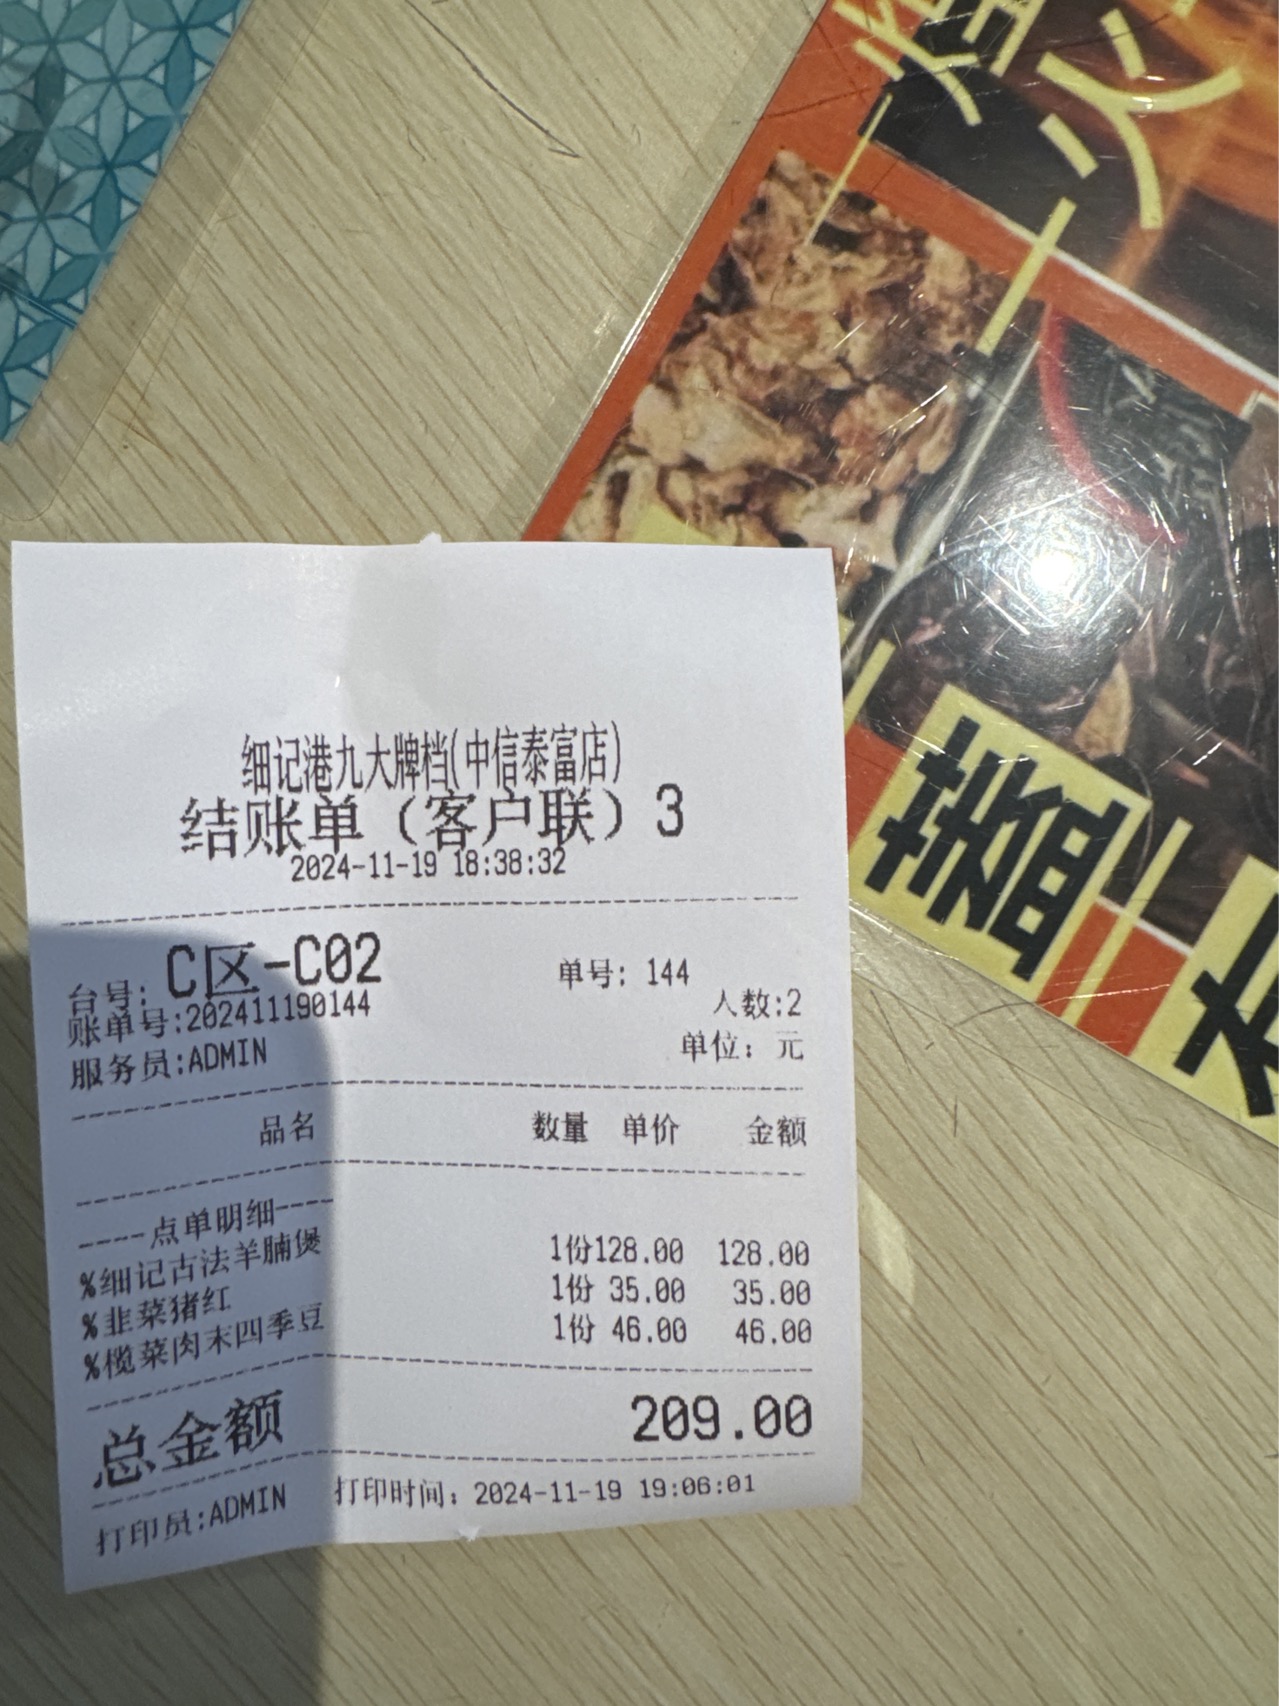 细记港九大牌档(中信泰富店)
结账单（客户联）3
2024-11-19 18:38:32
台号: C区-C02 单号: 144
账单号:202411190144 人数:2
服务员:ADMIN 单位: 元
品名 数量 单价 金额
----点单明细----
%细记古法羊腩煲 1份128.00 128.00
%韭菜猪红 1份 35.00 35.00
%榄菜肉末四季豆 1份 46.00 46.00
总金额 209.00
打印员:ADMIN 打印时间: 2024-11-19 19:06:01
火